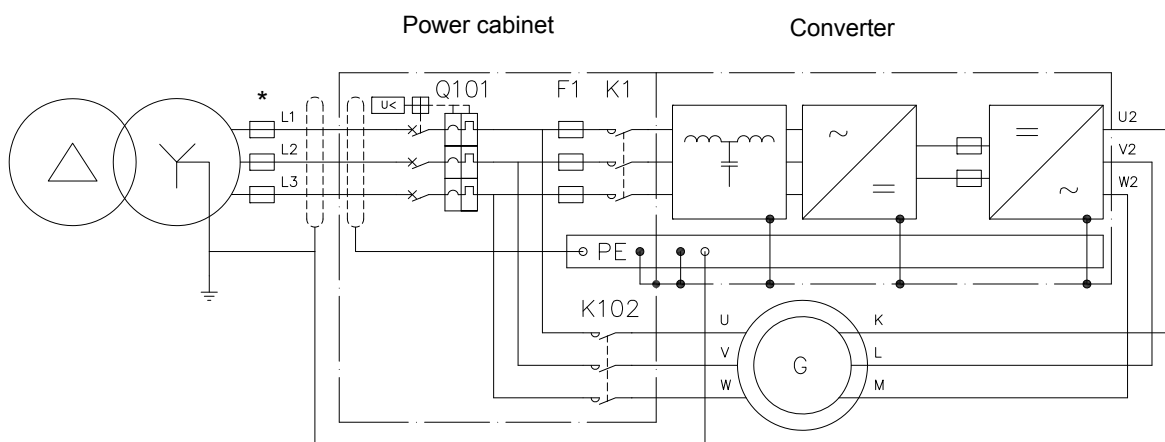 Power cabinet Converter
* Q101 F1 K1
U<
L1 U2
L2 V2
L3 W2
PE
K102
U K
V G L
W M